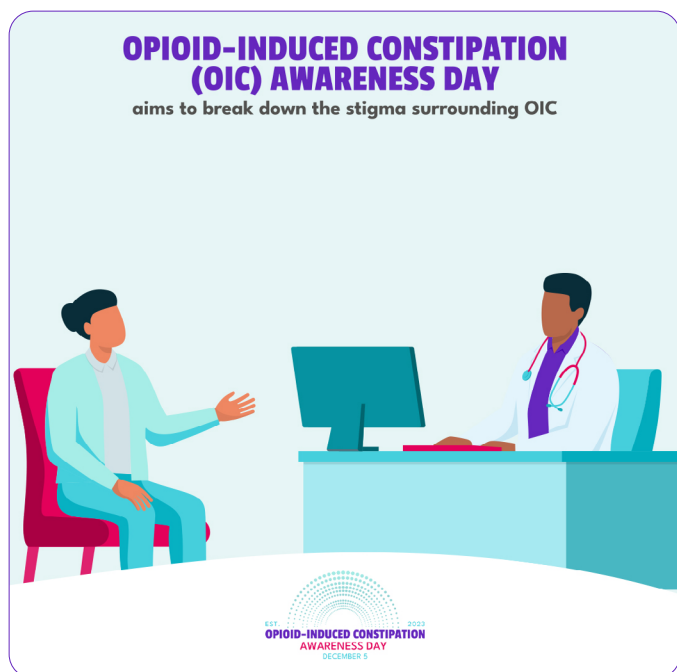 OPIOID-INDUCED CONSTIPATION
(OIC) AWARENESS DAY
aims to break down the stigma surrounding OIC
EST. 2023
OPIOID-INDUCED CONSTIPATION
AWARENESS DAY
DECEMBER 5